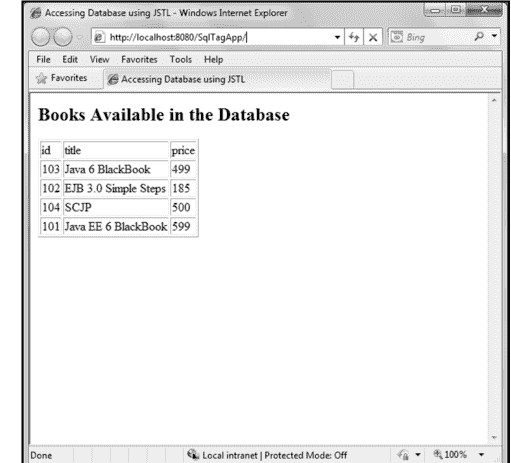 Accessing Database using JSTL - Windows Internet Explorer
http://localhost:8080/SqlTagApp/
Bing
File Edit View Favorites Tools Help
Favorites Accessing Database using JSTL
Books Available in the Database
id title price
103 Java 6 BlackBook 499
102 EJB 3.0 Simple Steps 185
104 SCJP 500
101 Java EE 6 BlackBook 599
Done Local intranet | Protected Mode: Off 100%